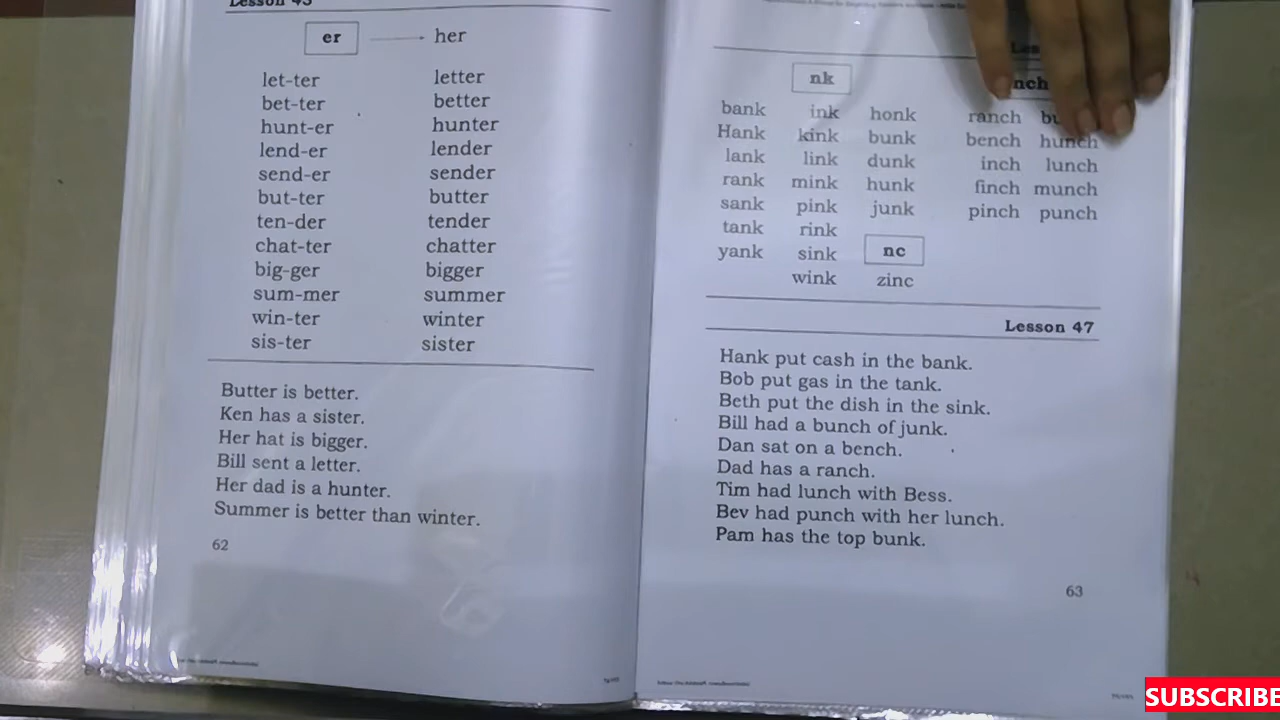 Lesson 43
er her
let-ter letter
bet-ter better
hunt-er hunter
lend-er lender
send-er sender
but-ter butter
ten-der tender
chat-ter chatter
big-ger bigger
sum-mer summer
win-ter winter
sis-ter sister
Butter is better.
Ken has a sister.
Her hat is bigger.
Bill sent a letter.
Her dad is a hunter.
Summer is better than winter.
62
nk nch
bank ink honk ranch
Hank kink bunk bench hunch
lank link dunk inch lunch
rank mink hunk finch munch
sank pink junk pinch punch
tank rink
yank sink nc
wink zinc
Lesson 47
Hank put cash in the bank.
Bob put gas in the tank.
Beth put the dish in the sink.
Bill had a bunch of junk.
Dan sat on a bench.
Dad has a ranch.
Tim had lunch with Bess.
Bev had punch with her lunch.
Pam has the top bunk.
63
SUBSCRIBE